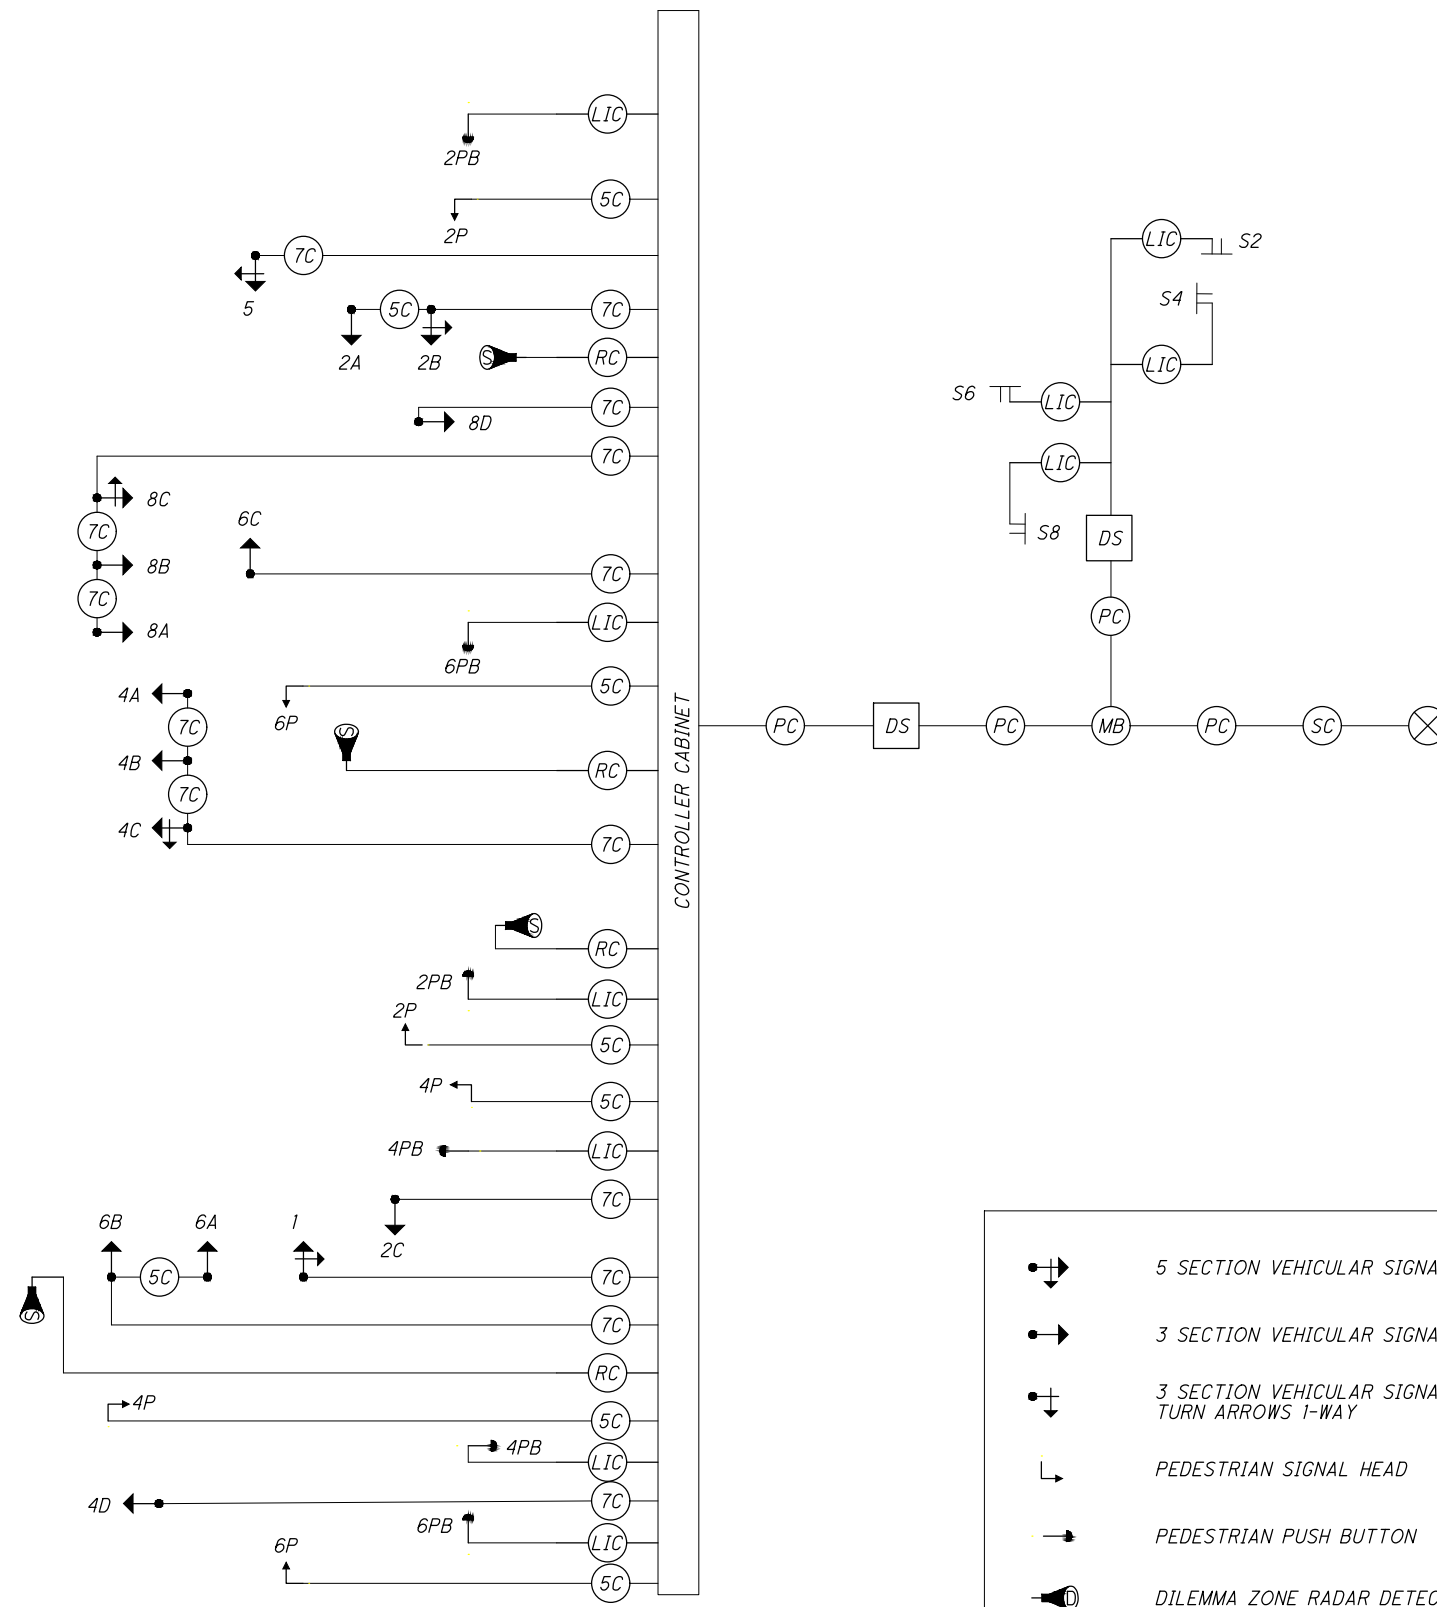 LIC
2PB
5C
2P
7C
5
5C
7C
2A
2B
S
RC
7C
8D
7C
8C
7C
8B
7C
8A
6C
7C
LIC
6PB
5C
6P
4A
7C
S
4B
RC
7C
4C
7C
CONTROLLER CABINET
S
RC
2PB
LIC
2P
5C
4P
5C
4PB
LIC
7C
2C
6B
6A
1
5C
7C
S
7C
RC
4P
5C
4PB
LIC
4D
7C
6PB
LIC
6P
5C
LIC
S2
S4
LIC
S6
LIC
LIC
S8
DS
PC
PC
DS
PC
MB
PC
SC
5 SECTION VEHICULAR SIGNA
3 SECTION VEHICULAR SIGNA
3 SECTION VEHICULAR SIGNA
TURN ARROWS 1-WAY
PEDESTRIAN SIGNAL HEAD
PEDESTRIAN PUSH BUTTON
D
DILEMMA ZONE RADAR DETEC